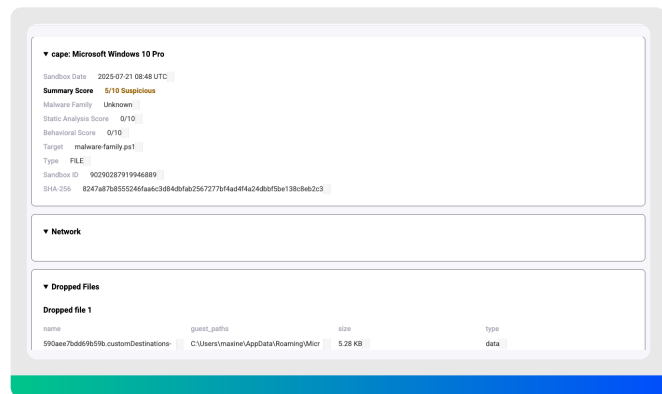 ▼ cape: Microsoft Windows 10 Pro
Sandbox Date 2025-07-21 08:48 UTC
Summary Score 5/10 Suspicious
Malware Family Unknown
Static Analysis Score 0/10
Behavioral Score 0/10
Target malware-family.ps1
Type FILE
Sandbox ID 90290287919946889
SHA-256 8247a87b8555246faa6c3d84dbfab2567277bf4ad4f4a24dbbf5be138c8eb2c3
▼ Network
▼ Dropped Files
Dropped file 1
name guest_paths size type
590aee7bdd69b59b.customDestinations- C:\Users\maxine\AppData\Roaming\Micr 5.28 KB data